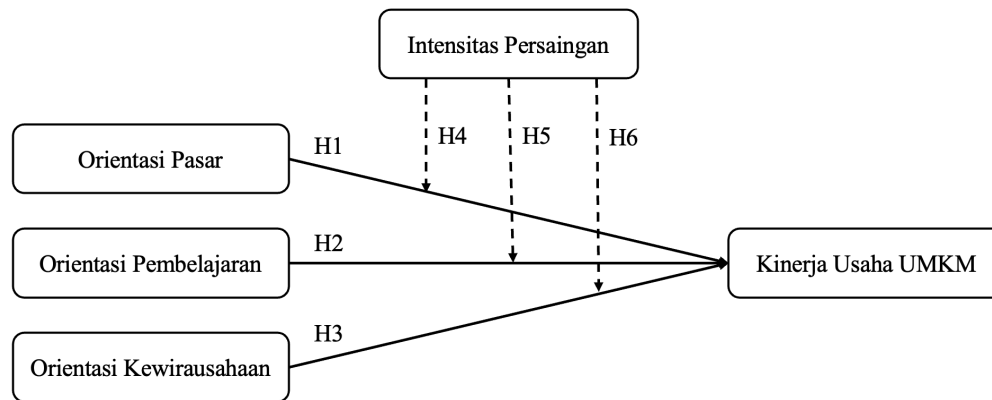 Intensitas Persaingan
H4
H5
H6
Orientasi Pasar
H1
Orientasi Pembelajaran
H2
Kinerja Usaha UMKM
Orientasi Kewirausahaan
H3